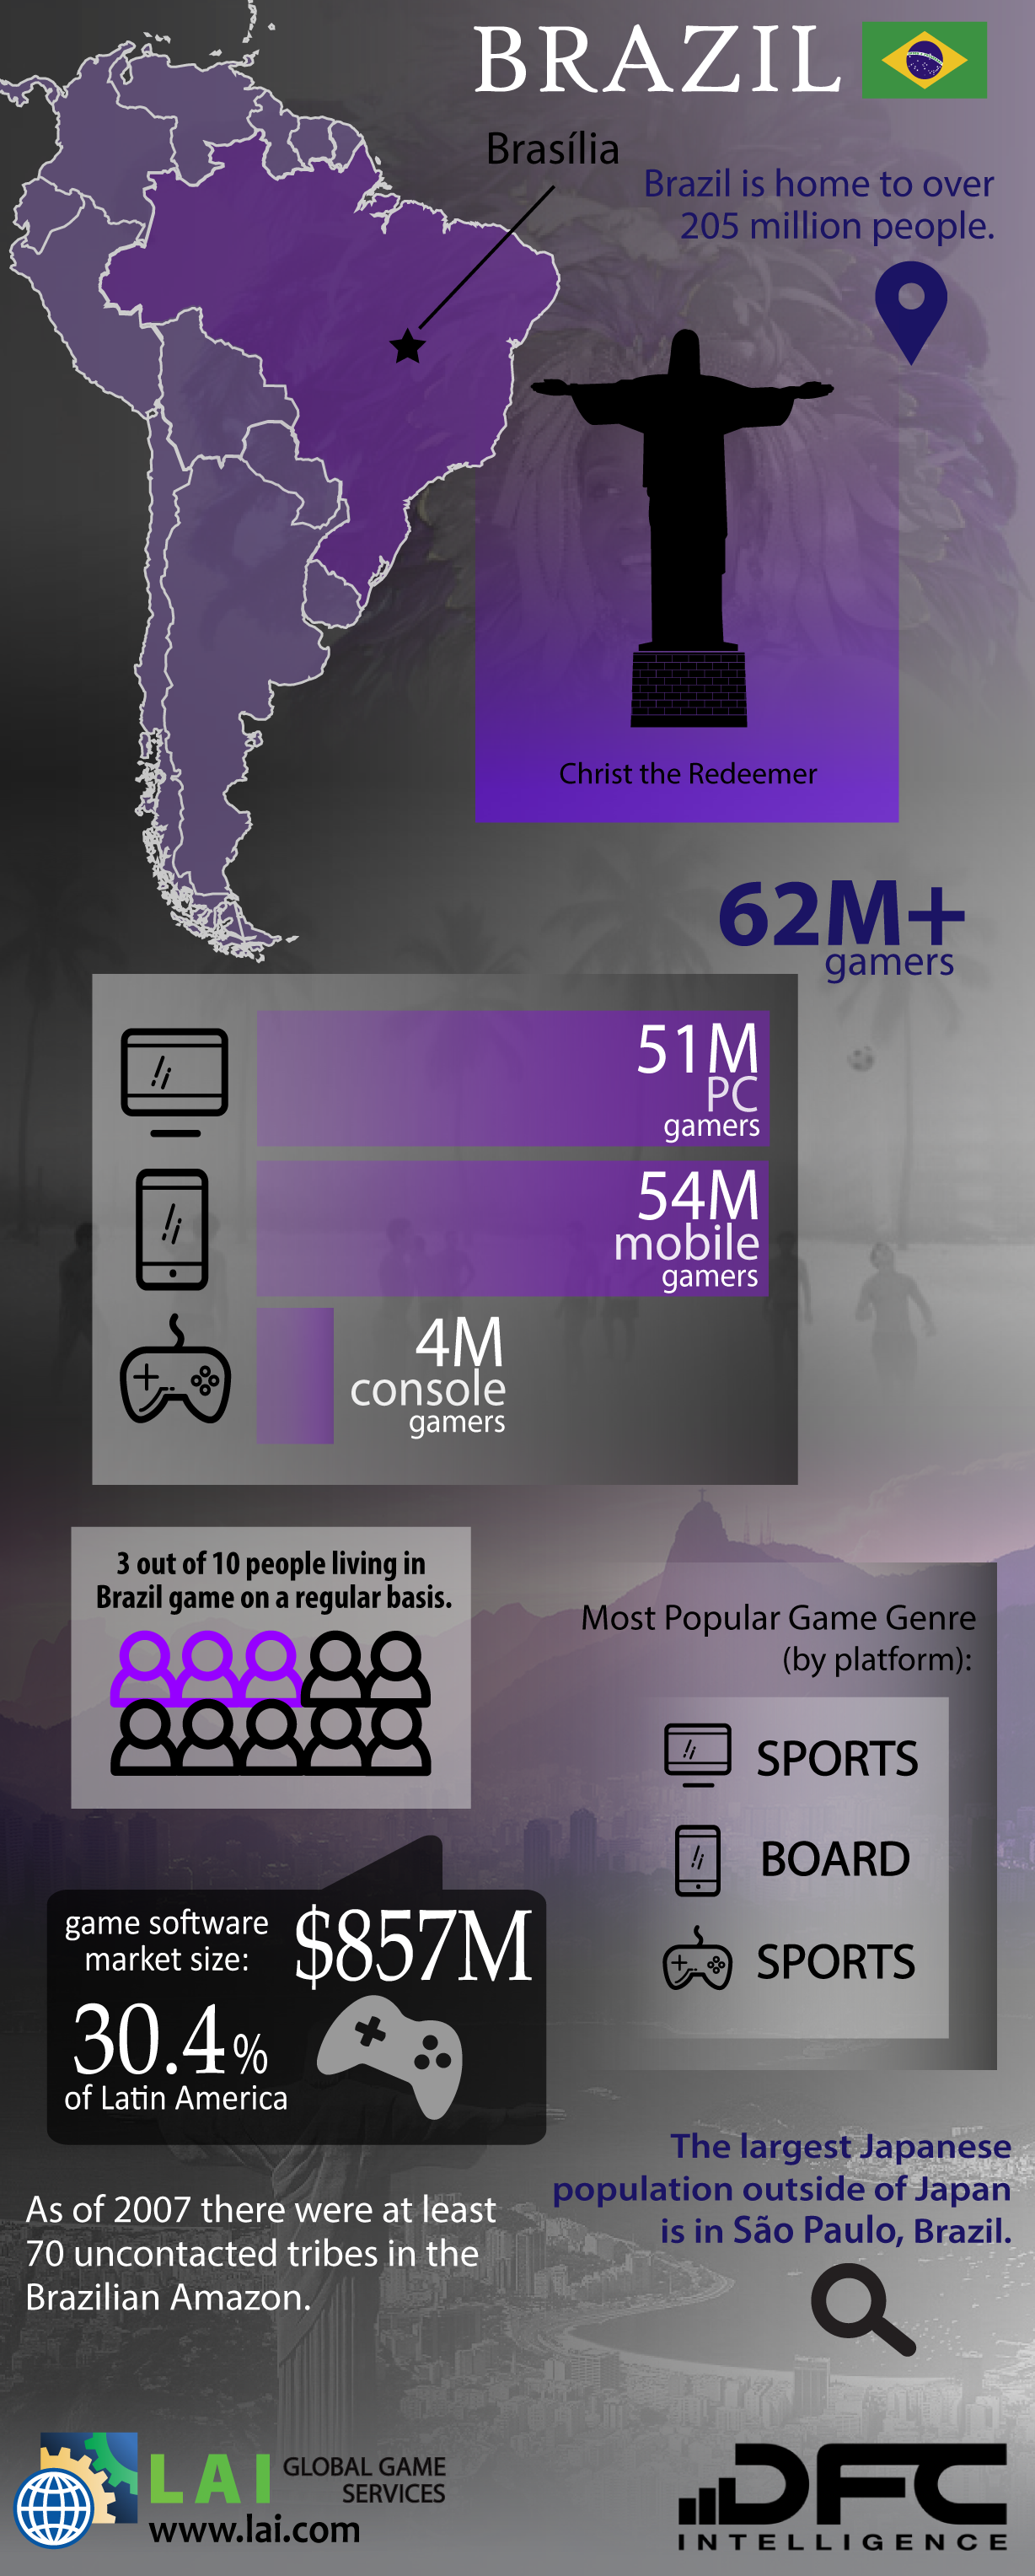 BRAZIL
Brasília
Brazil is home to over
205 million people.
Christ the Redeemer
62M+
gamers
51M
PC
gamers
54M
mobile
gamers
4M
console
gamers
3 out of 10 people living in
Brazil game on a regular basis.
Most Popular Game Genre
(by platform):
SPORTS
BOARD
SPORTS
game software
market size:
$857M
30.4%
of Latin America
The largest Japanese
population outside of Japan
is in São Paulo, Brazil.
As of 2007 there were at least
70 uncontacted tribes in the
Brazilian Amazon.
LAI
GLOBAL GAME
SERVICES
www.lai.com
DFC
INTELLIGENCE